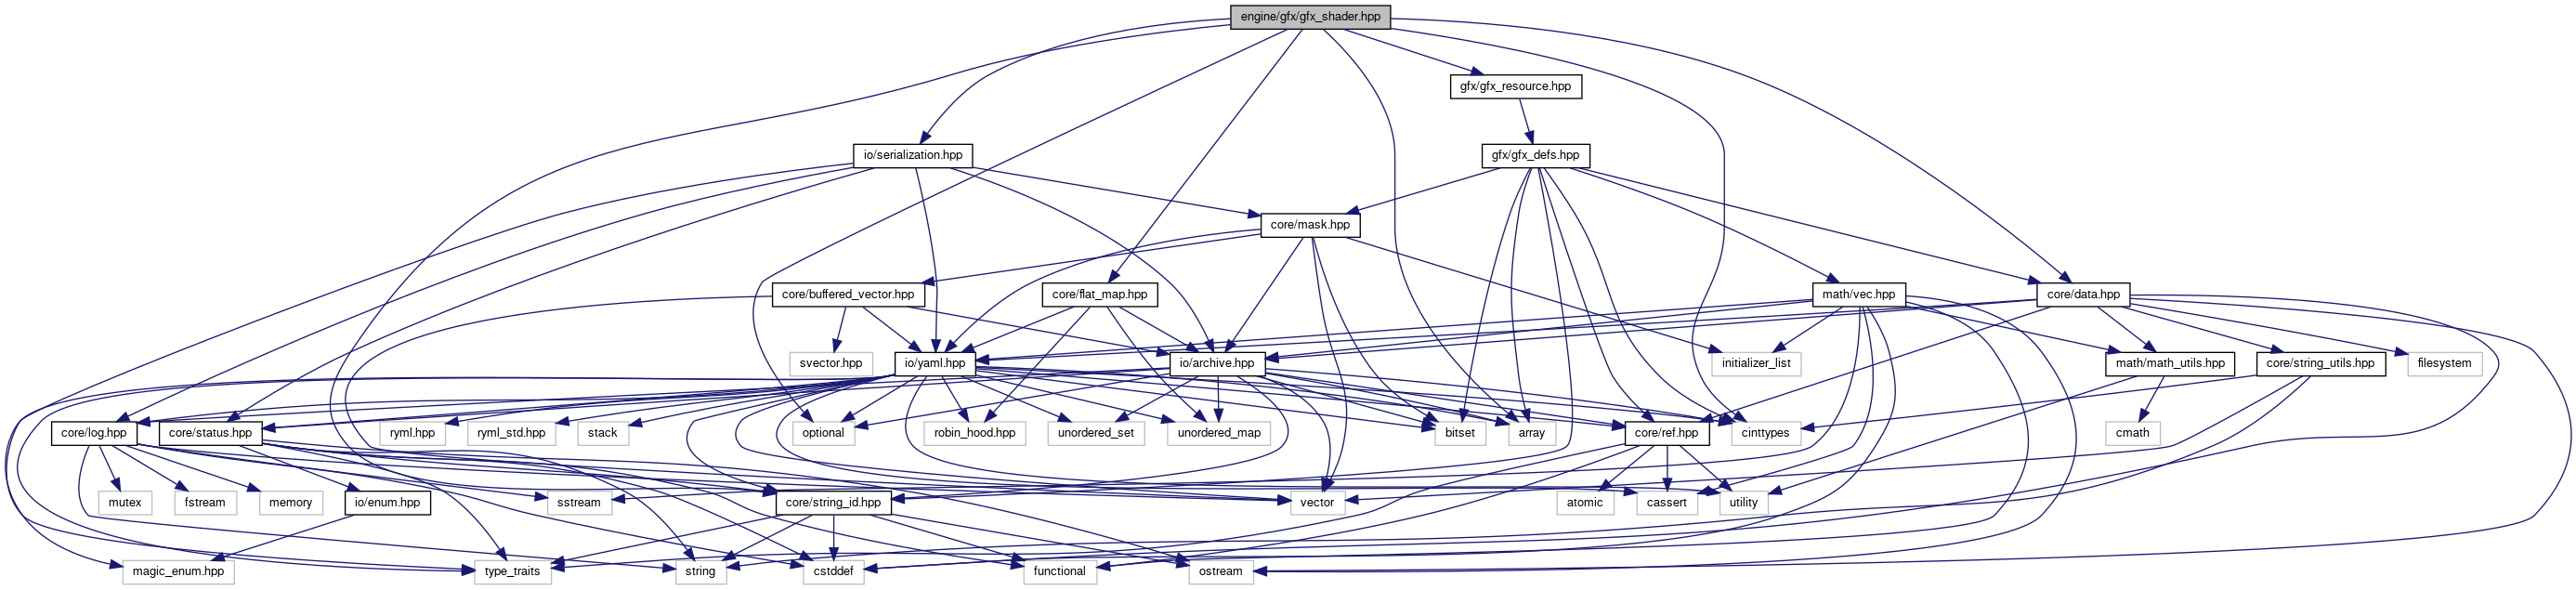 engine/gfx/gfx_shader.hpp
gfx/gfx_resource.hpp
io/serialization.hpp
gfx/gfx_defs.hpp
core/mask.hpp
core/buffered_vector.hpp
core/flat_map.hpp
math/vec.hpp
core/data.hpp
svector.hpp
io/yaml.hpp
io/archive.hpp
initializer_list
math/math_utils.hpp
core/string_utils.hpp
filesystem
core/log.hpp
core/status.hpp
ryml.hpp
ryml_std.hpp
stack
optional
robin_hood.hpp
unordered_set
unordered_map
bitset
array
core/ref.hpp
cinttypes
cmath
mutex
fstream
memory
io/enum.hpp
sstream
core/string_id.hpp
vector
atomic
cassert
utility
magic_enum.hpp
type_traits
string
cstddef
functional
ostream